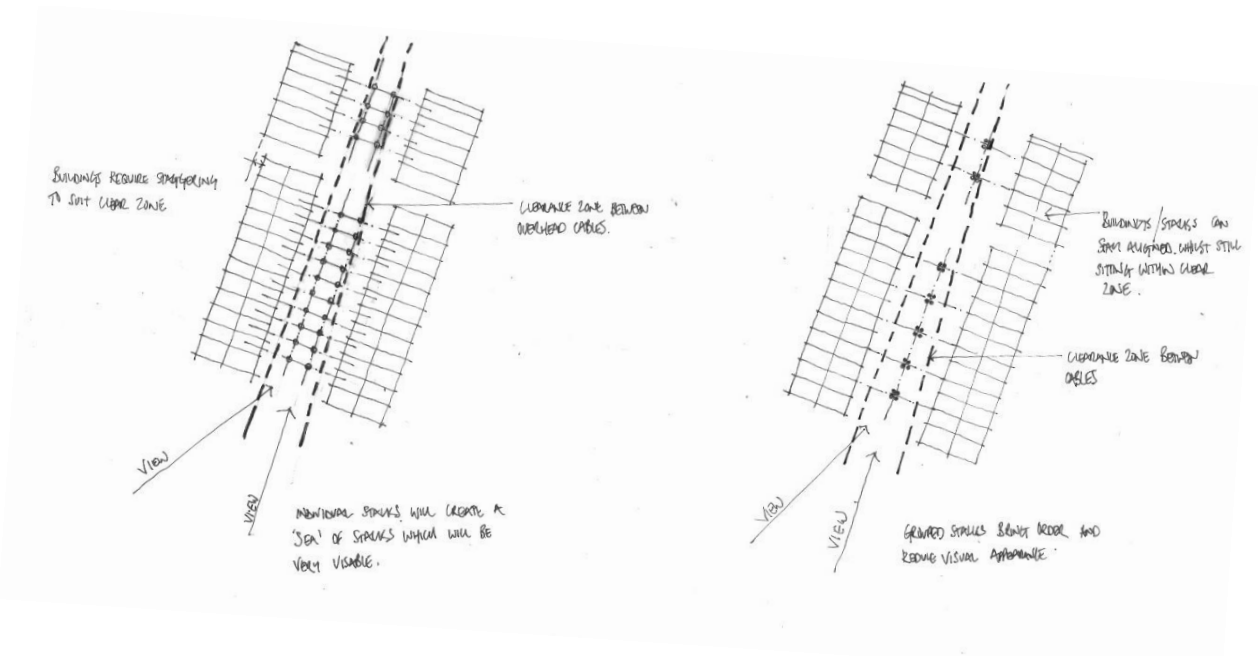 BUILDINGS REQUIRE STAGGERING
TO SUIT CLEAR ZONE
CLEARANCE ZONE BETWEEN
OVERHEAD CABLES.
VIEW
VIEW
INDIVIDUAL STACKS WILL CREATE A
'SEA' OF STACKS WHICH WILL BE
VERY VISABLE.
BUILDINGS/STACKS CAN
STAY ALIGNED, WHILST STILL
SITTING WITHIN CLEAR
ZONE.
CLEARANCE ZONE BETWEEN
CABLES
VIEW
VIEW.
GROUPED STACKS BRING ORDER AND
REDUCE VISUAL APPEARANCE.